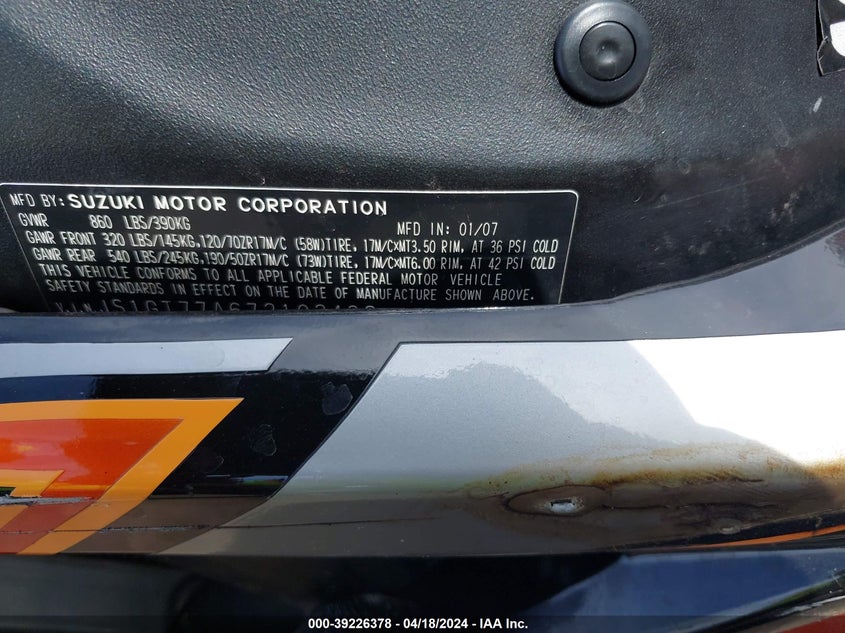 MFD BY: SUZUKI MOTOR CORPORATION
GVWR 860 LBS/390KG MFD IN: 01/07
GAWR FRONT 320 LBS/145KG,120/70ZR17M/C (58W)TIRE, 17M/C×MT3.50 RIM, AT 36 PSI COLD
GAWR REAR 540 LBS/245KG,190/50ZR17M/C (73W)TIRE, 17M/C×MT6.00 RIM, AT 42 PSI COLD
THIS VEHICLE CONFORMS TO ALL APPLICABLE FEDERAL MOTOR VEHICLE
SAFETY STANDARDS IN EFFECT ON THE DATE OF MANUFACTURE SHOWN ABOVE.
000-39226378 - 04/18/2024 - IAA Inc.